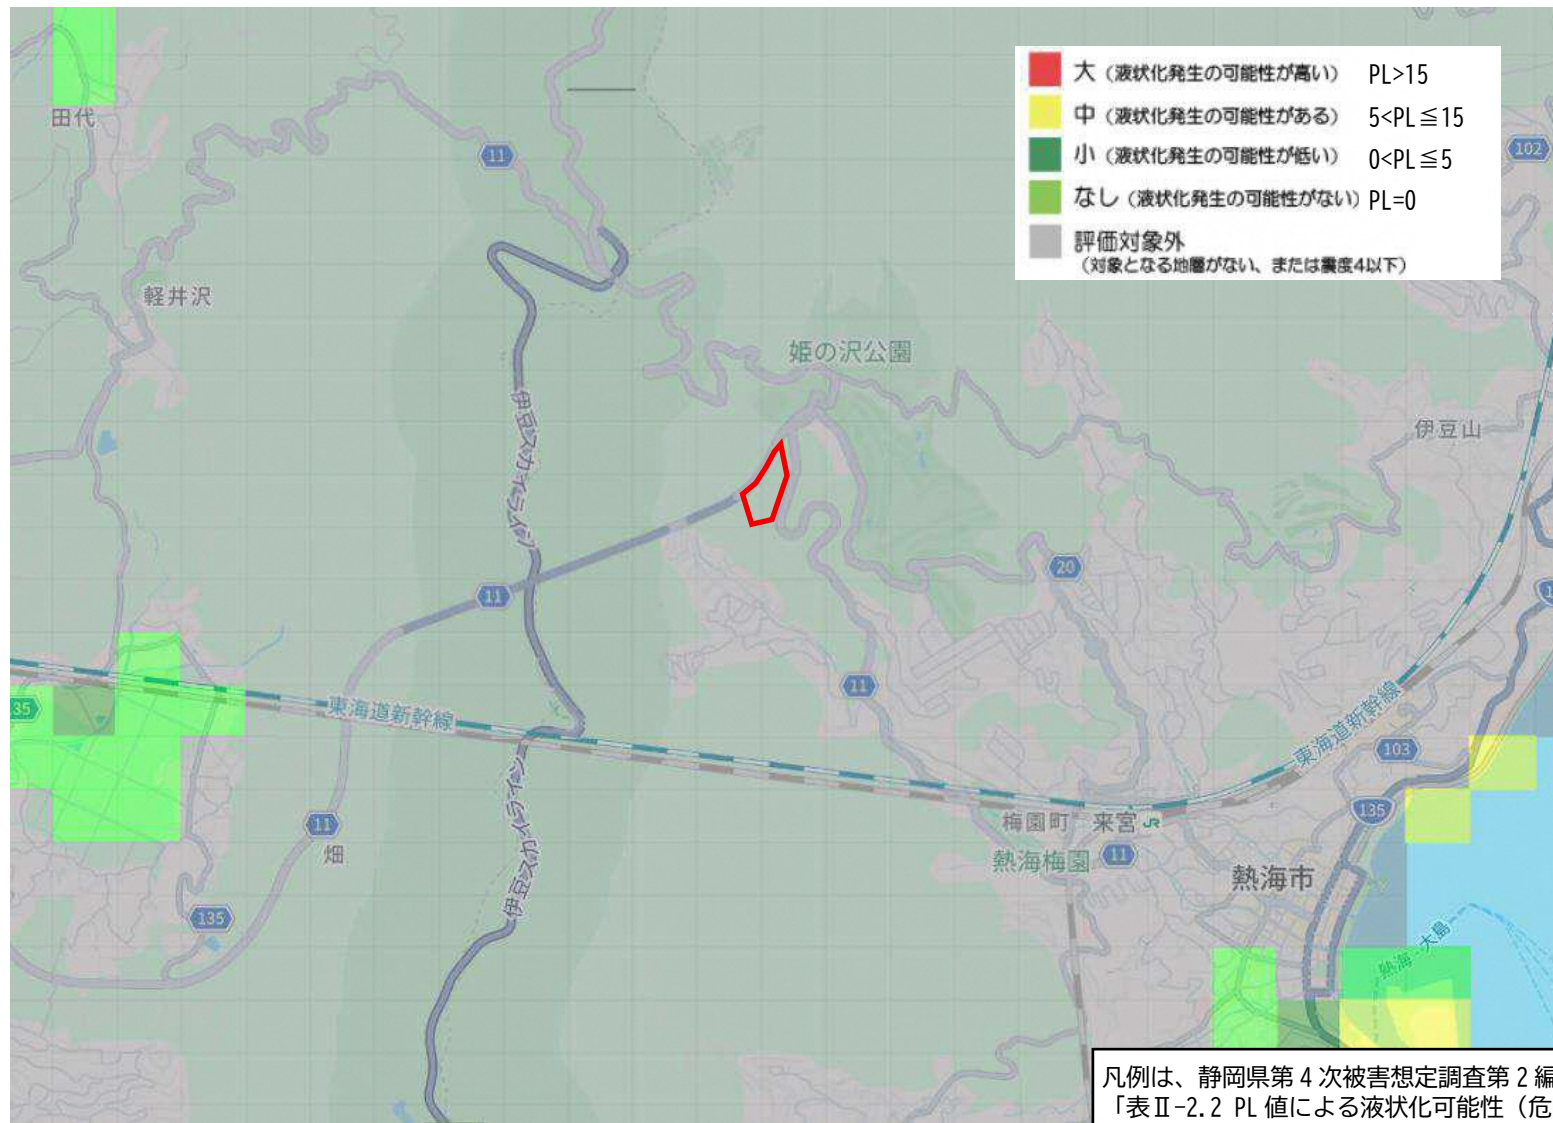 大（液状化発生の可能性が高い） PL>15
中（液状化発生の可能性がある） 5<PL≦15
小（液状化発生の可能性が低い） 0<PL≦5
なし（液状化発生の可能性がない） PL=0
評価対象外
（対象となる地層がない、または震度4以下）
102
田代
11
軽井沢
姫の沢公園
伊豆山
伊豆スカイライン
20
11
11
35
東海道新幹線
東海道新幹線
103
135
11
畑
梅園町
来宮
JR
熱海梅園
11
熱海市
伊豆スカイライン
135
熱海-大島
凡例は、静岡県第4次被害想定調査第2編
「表Ⅱ-2.2 PL値による液状化可能性（危